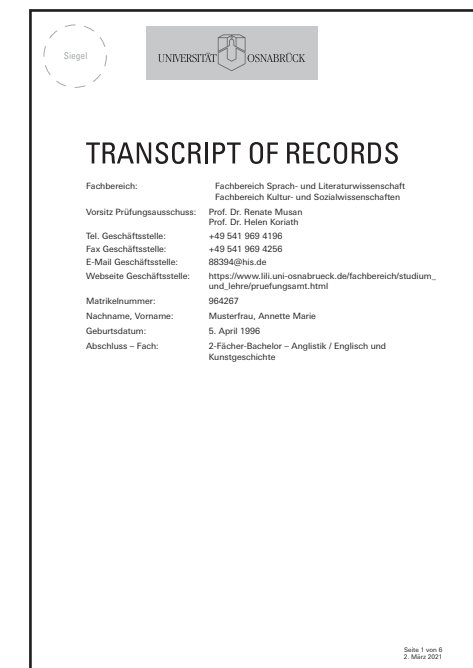 Siegel
UNIVERSITÄT OSNABRÜCK
TRANSCRIPT OF RECORDS
Fachbereich: Fachbereich Sprach- und Literaturwissenschaft
Fachbereich Kultur- und Sozialwissenschaften
Vorsitz Prüfungsausschuss: Prof. Dr. Renate Musan
Prof. Dr. Helen Koriath
Tel. Geschäftsstelle: +49 541 969 4196
Fax Geschäftsstelle: +49 541 969 4256
E-Mail Geschäftsstelle: 88394@his.de
Webseite Geschäftsstelle: https://www.lili.uni-osnabrueck.de/fachbereich/studium_
und_lehre/pruefungsamt.html
Matrikelnummer: 964267
Nachname, Vorname: Musterfrau, Annette Marie
Geburtsdatum: 5. April 1996
Abschluss – Fach: 2-Fächer-Bachelor – Anglistik / Englisch und
Kunstgeschichte
Seite 1 von 6
2. März 2021